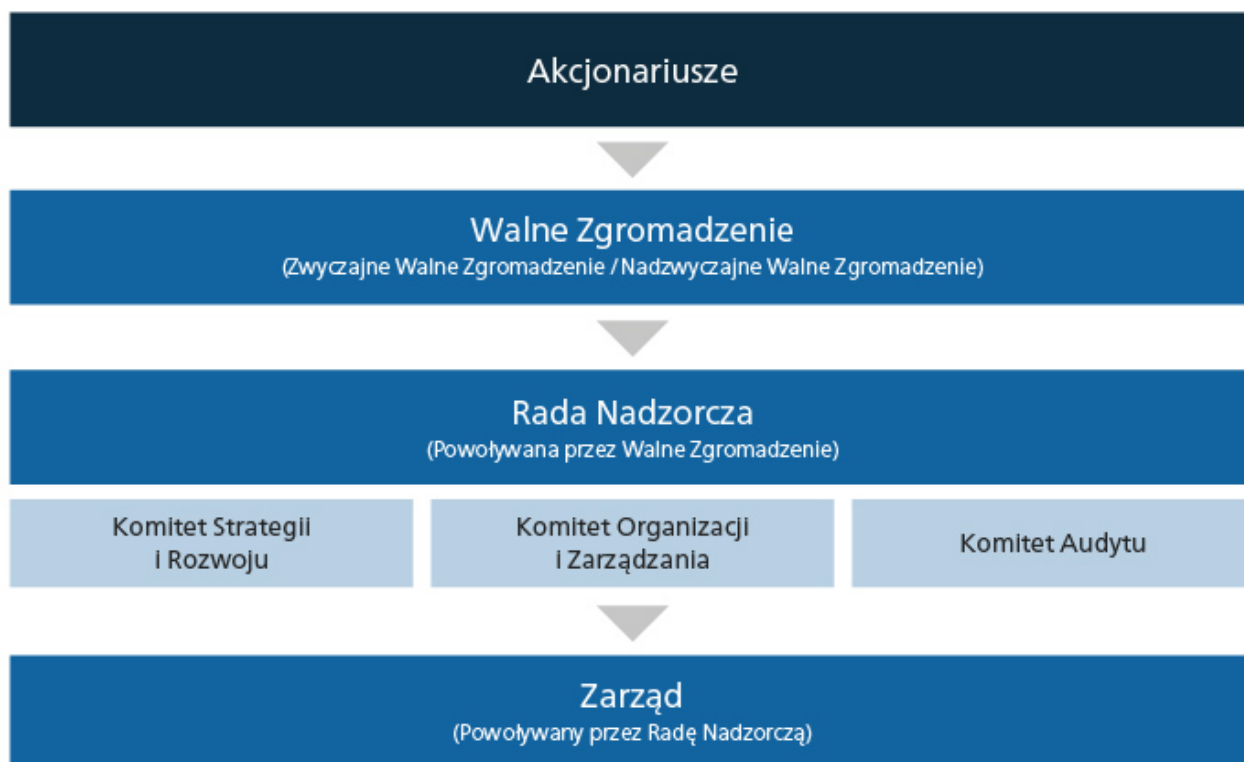 Akcjonariusze
Walne Zgromadzenie
(Zwyczajne Walne Zgromadzenie / Nadzwyczajne Walne Zgromadzenie)
Rada Nadzorcza
(Powoływana przez Walne Zgromadzenie)
Komitet Strategii
i Rozwoju
Komitet Organizacji
i Zarządzania
Komitet Audytu
Zarząd
(Powoływany przez Radę Nadzorczą)